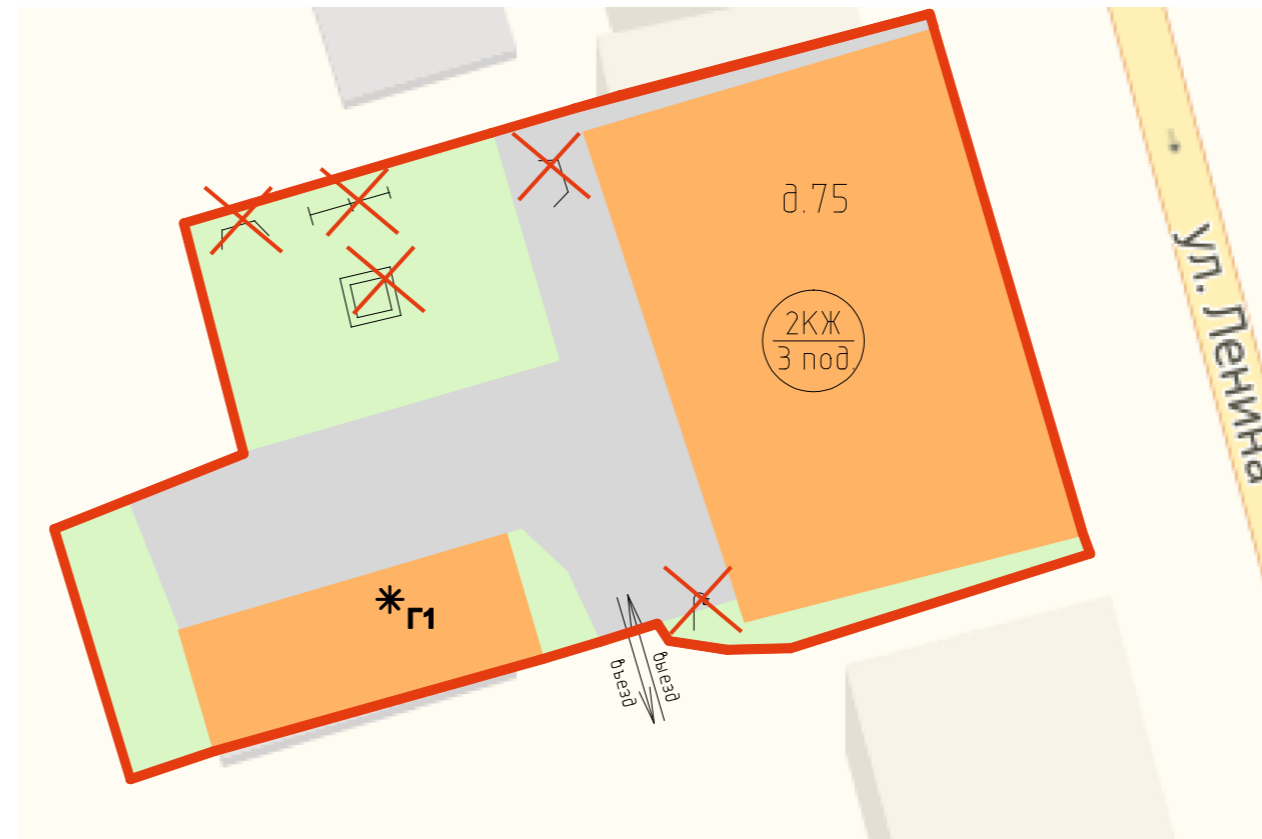 д.75
ул. Ленина
2КЖ
3 под.
Г1
въезд
выезд